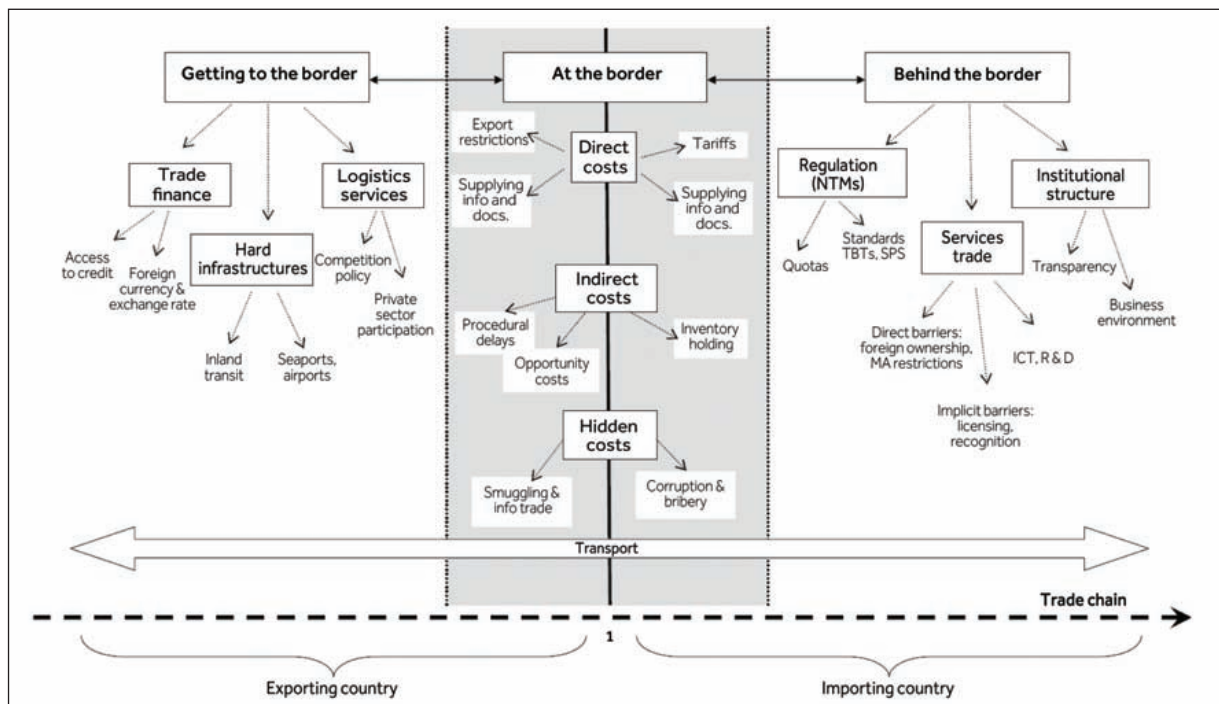 Getting to the border
At the border
Behind the border
Trade
finance
Logistics
services
Hard
infrastructures
Access
to credit
Foreign
currency &
exchange rate
Competition
policy
Private
sector
participation
Inland
transit
Seaports,
airports
Export
restrictions
Direct
costs
Tariffs
Supplying
info and docs.
Supplying
info and
docs.
Indirect
costs
Procedural
delays
Opportunity
costs
Inventory
holding
Hidden
costs
Smuggling &
info trade
Corruption &
bribery
Regulation
(NTMs)
Institutional
structure
Services
trade
Quotas
Standards
TBTs, SPS
Transparency
Business
environment
Direct barriers:
foreign ownership,
MA restrictions
ICT, R & D
Implicit barriers:
licensing,
recognition
Transport
Trade chain
1
Exporting country
Importing country